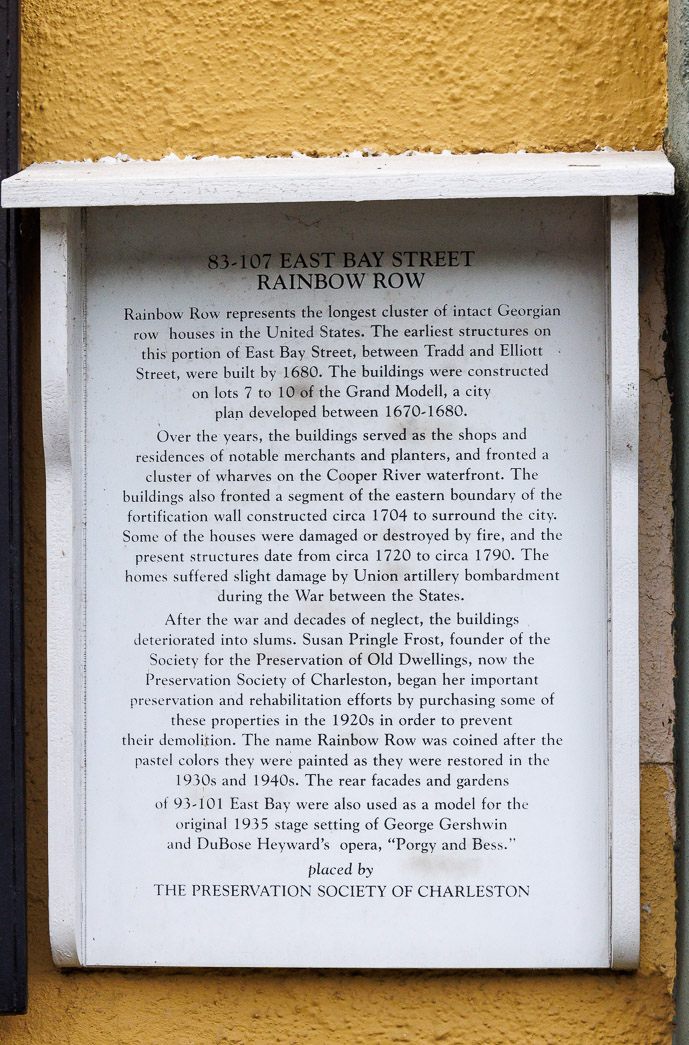 83-107 EAST BAY STREET
RAINBOW ROW
Rainbow Row represents the longest cluster of intact Georgian
row houses in the United States. The earliest structures on
this portion of East Bay Street, between Tradd and Elliott
Street, were built by 1680. The buildings were constructed
on lots 7 to 10 of the Grand Modell, a city
plan developed between 1670-1680.
Over the years, the buildings served as the shops and
residences of notable merchants and planters, and fronted a
cluster of wharves on the Cooper River waterfront. The
buildings also fronted a segment of the eastern boundary of the
fortification wall constructed circa 1704 to surround the city.
Some of the houses were damaged or destroyed by fire, and the
present structures date from circa 1720 to circa 1790. The
homes suffered slight damage by Union artillery bombardment
during the War between the States.
After the war and decades of neglect, the buildings
deteriorated into slums. Susan Pringle Frost, founder of the
Society for the Preservation of Old Dwellings, now the
Preservation Society of Charleston, began her important
preservation and rehabilitation efforts by purchasing some of
these properties in the 1920s in order to prevent
their demolition. The name Rainbow Row was coined after the
pastel colors they were painted as they were restored in the
1930s and 1940s. The rear facades and gardens
of 93-101 East Bay were also used as a model for the
original 1935 stage setting of George Gershwin
and DuBose Heyward's opera, "Porgy and Bess."
placed by
THE PRESERVATION SOCIETY OF CHARLESTON